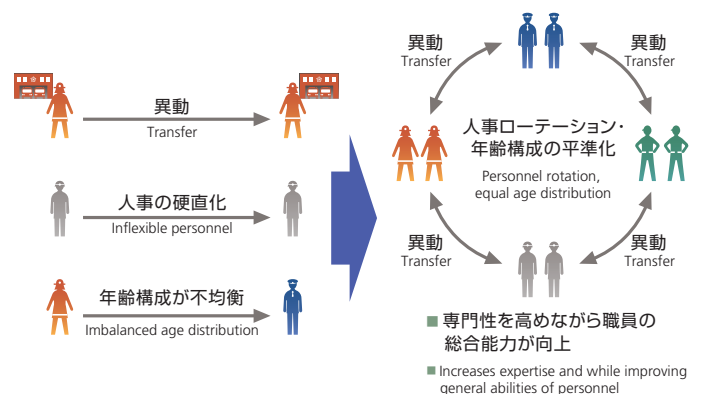 異動
Transfer
人事の硬直化
Inflexible personnel
年齢構成が不均衡
Imbalanced age distribution
異動
Transfer
異動
Transfer
人事ローテーション・
年齢構成の平準化
Personnel rotation,
equal age distribution
異動
Transfer
異動
Transfer
■ 専門性を高めながら職員の
総合能力が向上
■ Increases expertise and while improving
general abilities of personnel